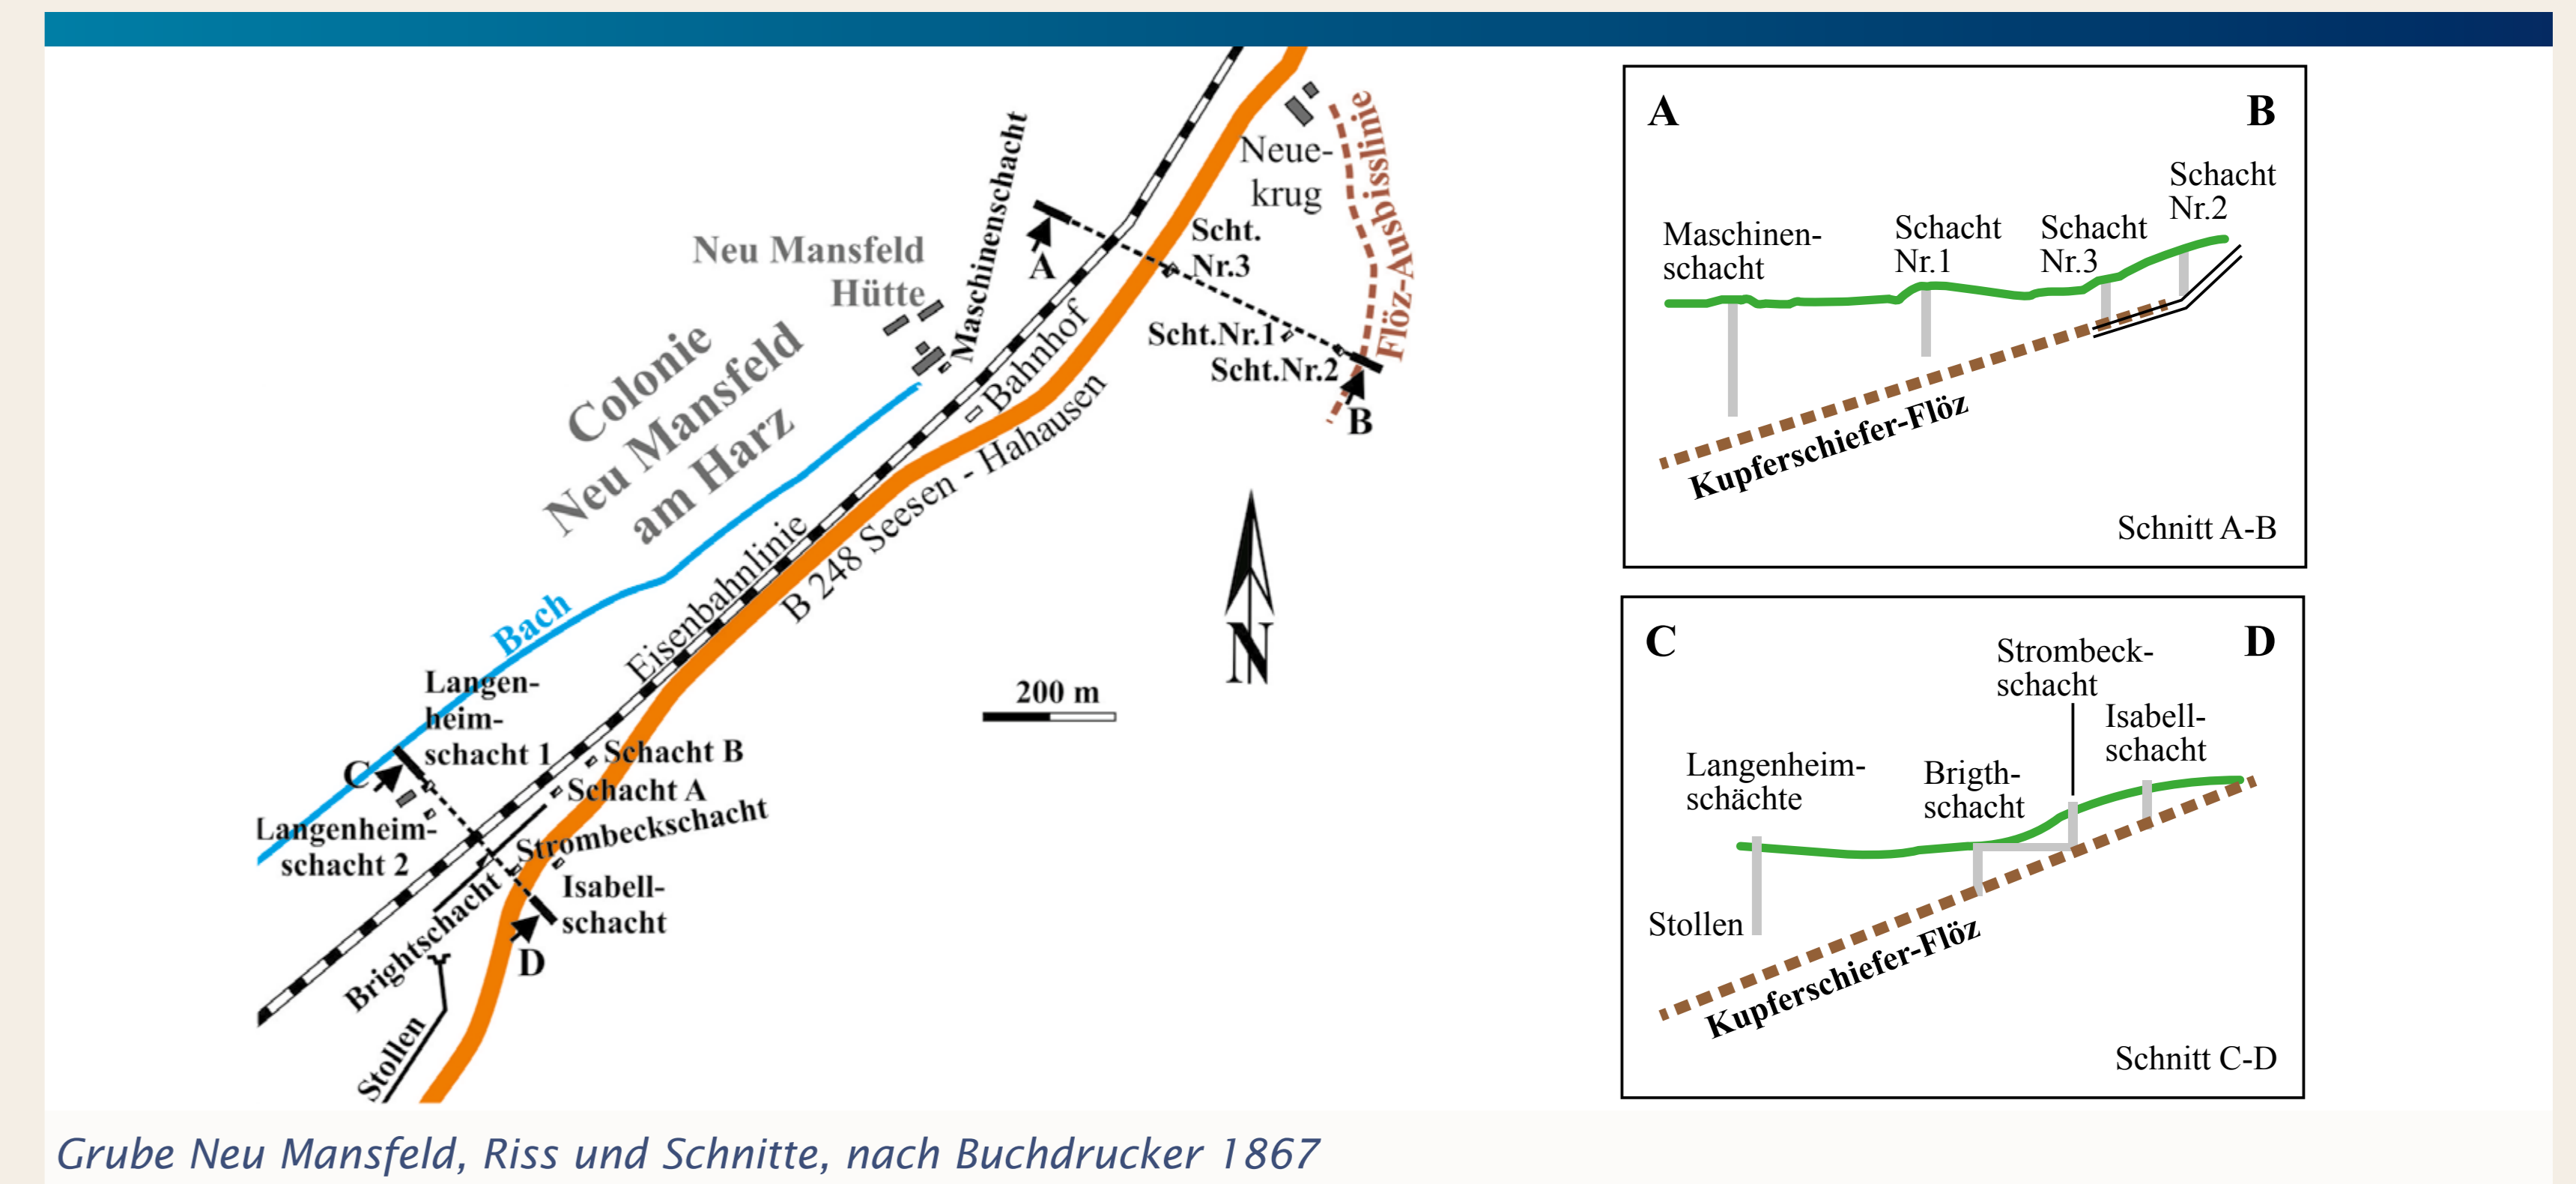 Neue-
krug
Flöz-Ausbisslinie
Maschinenschacht
A
Scht.
Nr.3
Neu Mansfeld
Hütte
Scht.Nr.1
Scht.Nr.2
B
Bahnhof
Colonie
Neu Mansfeld
am Harz
B 248 Seesen - Hahausen
Eisenbahnlinie
Bach
N
200 m
Langen-
heim-
schacht 1
C
Schacht B
Schacht A
Strombeckschacht
Langenheim-
schacht 2
Isabell-
schacht
Brightschacht
D
Stollen
A
B
Schacht
Nr.2
Maschinen-
schacht
Schacht
Nr.1
Schacht
Nr.3
Kupferschiefer-Flöz
Schnitt A-B
C
D
Strombeck-
schacht
Isabell-
schacht
Langenheim-
schächte
Brigth-
schacht
Stollen
Kupferschiefer-Flöz
Schnitt C-D
Grube Neu Mansfeld, Riss und Schnitte, nach Buchdrucker 1867